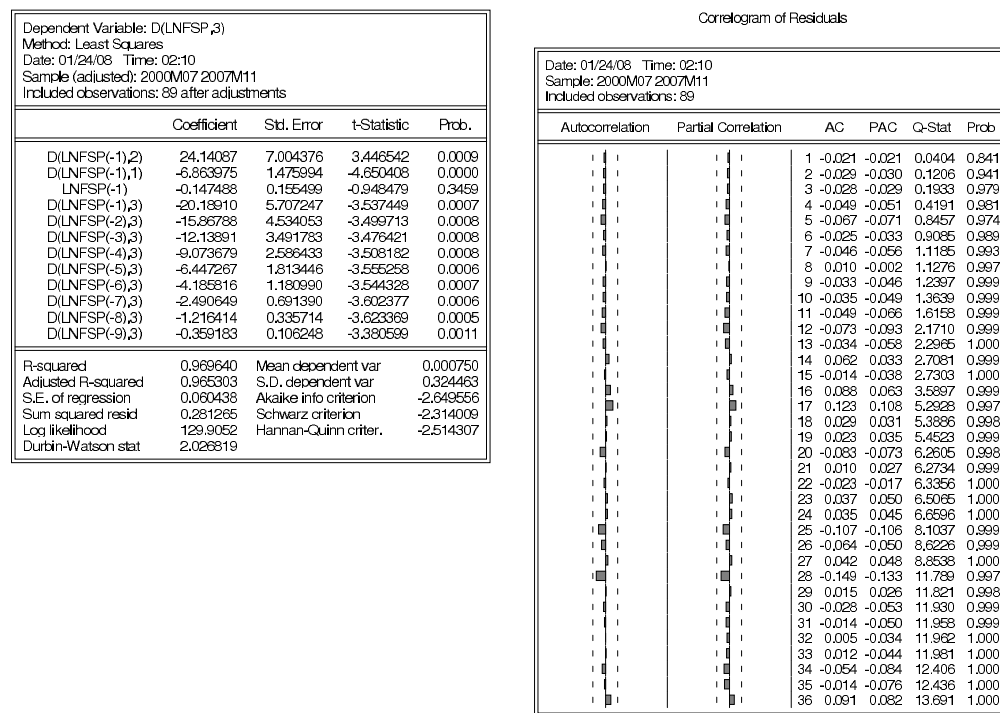 Dependent Variable: D(LNFSP,3)
Method: Least Squares
Date: 01/24/08 Time: 02:10
Sample (adjusted): 2000M07 2007M11
Included observations: 89 after adjustments
Coefficient Std. Error t-Statistic Prob.
D(LNFSP(-1),2) 24.14087 7.004376 3.446542 0.0009
D(LNFSP(-1),1) -6.863975 1.475994 -4.650408 0.0000
LNFSP(-1) -0.147488 0.155499 -0.948479 0.3459
D(LNFSP(-1),3) -20.18910 5.707247 -3.537449 0.0007
D(LNFSP(-2),3) -15.86788 4.534053 -3.499713 0.0008
D(LNFSP(-3),3) -12.13891 3.491783 -3.476421 0.0008
D(LNFSP(-4),3) -9.073679 2.586433 -3.508182 0.0008
D(LNFSP(-5),3) -6.447267 1.813446 -3.555258 0.0006
D(LNFSP(-6),3) -4.185816 1.180990 -3.544328 0.0007
D(LNFSP(-7),3) -2.490649 0.691390 -3.602377 0.0006
D(LNFSP(-8),3) -1.216414 0.335714 -3.623369 0.0005
D(LNFSP(-9),3) -0.359183 0.106248 -3.380599 0.0011
R-squared 0.969640 Mean dependent var 0.000750
Adjusted R-squared 0.965303 S.D. dependent var 0.324463
S.E. of regression 0.060438 Akaike info criterion -2.649556
Sum squared resid 0.281265 Schwarz criterion -2.314009
Log likelihood 129.9052 Hannan-Quinn criter. -2.514307
Durbin-Watson stat 2.026819
Correlogram of Residuals
Date: 01/24/08 Time: 02:10
Sample: 2000M07 2007M11
Included observations: 89
Autocorrelation Partial Correlation AC PAC Q-Stat Prob
1 -0.021 -0.021 0.0404 0.841
2 -0.029 -0.030 0.1206 0.941
3 -0.028 -0.029 0.1933 0.979
4 -0.049 -0.051 0.4191 0.981
5 -0.067 -0.071 0.8457 0.974
6 -0.025 -0.033 0.9085 0.989
7 -0.046 -0.056 1.1185 0.993
8 0.010 -0.002 1.1276 0.997
9 -0.033 -0.046 1.2397 0.999
10 -0.035 -0.049 1.3639 0.999
11 -0.049 -0.066 1.6158 0.999
12 -0.073 -0.093 2.1710 0.999
13 -0.034 -0.058 2.2965 1.000
14 0.062 0.033 2.7081 0.999
15 -0.014 -0.038 2.7303 1.000
16 0.088 0.063 3.5897 0.999
17 0.123 0.108 5.2928 0.997
18 0.029 0.031 5.3886 0.998
19 0.023 0.035 5.4523 0.999
20 -0.083 -0.073 6.2605 0.998
21 0.010 0.027 6.2734 0.999
22 -0.023 -0.017 6.3356 1.000
23 0.037 0.050 6.5065 1.000
24 0.035 0.045 6.6596 1.000
25 -0.107 -0.106 8.1037 0.999
26 -0.064 -0.050 8.6226 0.999
27 0.042 0.048 8.8538 1.000
28 -0.149 -0.133 11.789 0.997
29 0.015 0.026 11.821 0.998
30 -0.028 -0.053 11.930 0.999
31 -0.014 -0.050 11.958 0.999
32 0.005 -0.034 11.962 1.000
33 0.012 -0.044 11.981 1.000
34 -0.054 -0.084 12.406 1.000
35 -0.014 -0.076 12.436 1.000
36 0.091 0.082 13.691 1.000